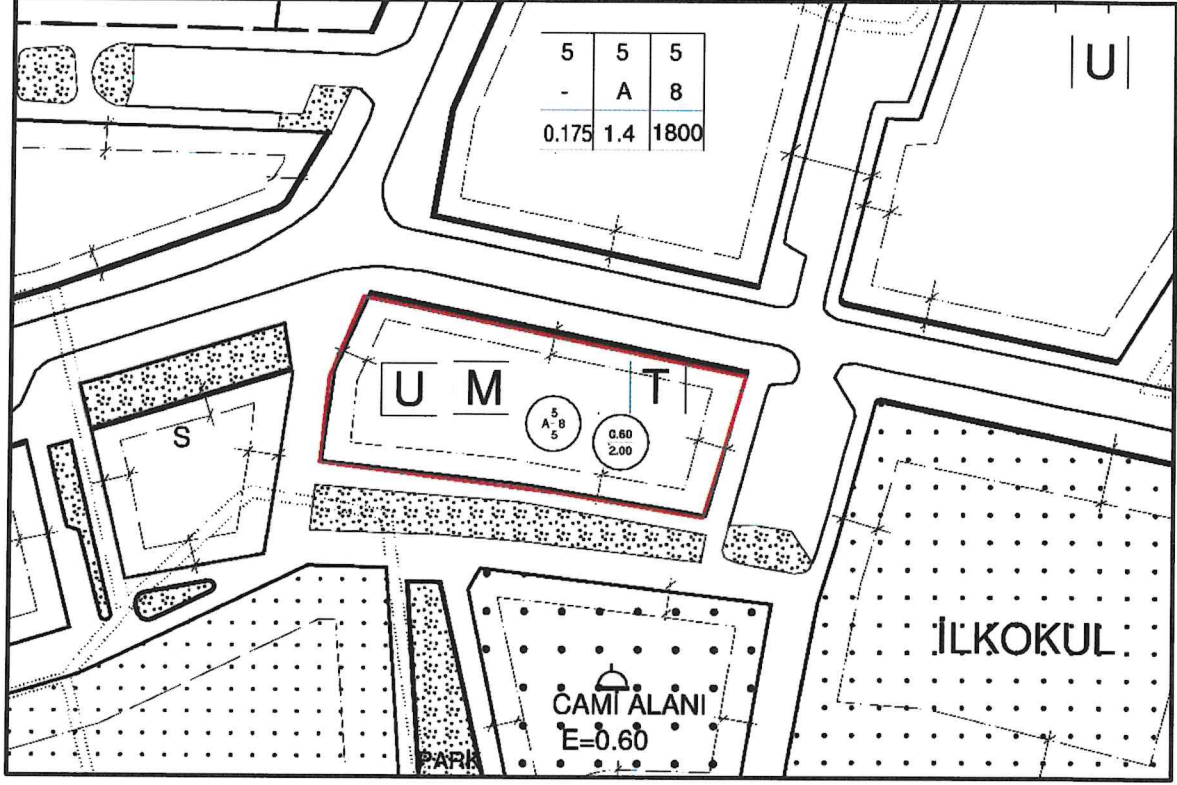 5 5 5
- A 8
0.175 1.4 1800
U
U M T
5
A-8
5
0.60
2.00
S
İLKOKUL
CAMİ ALANI
E=0.60
PARK